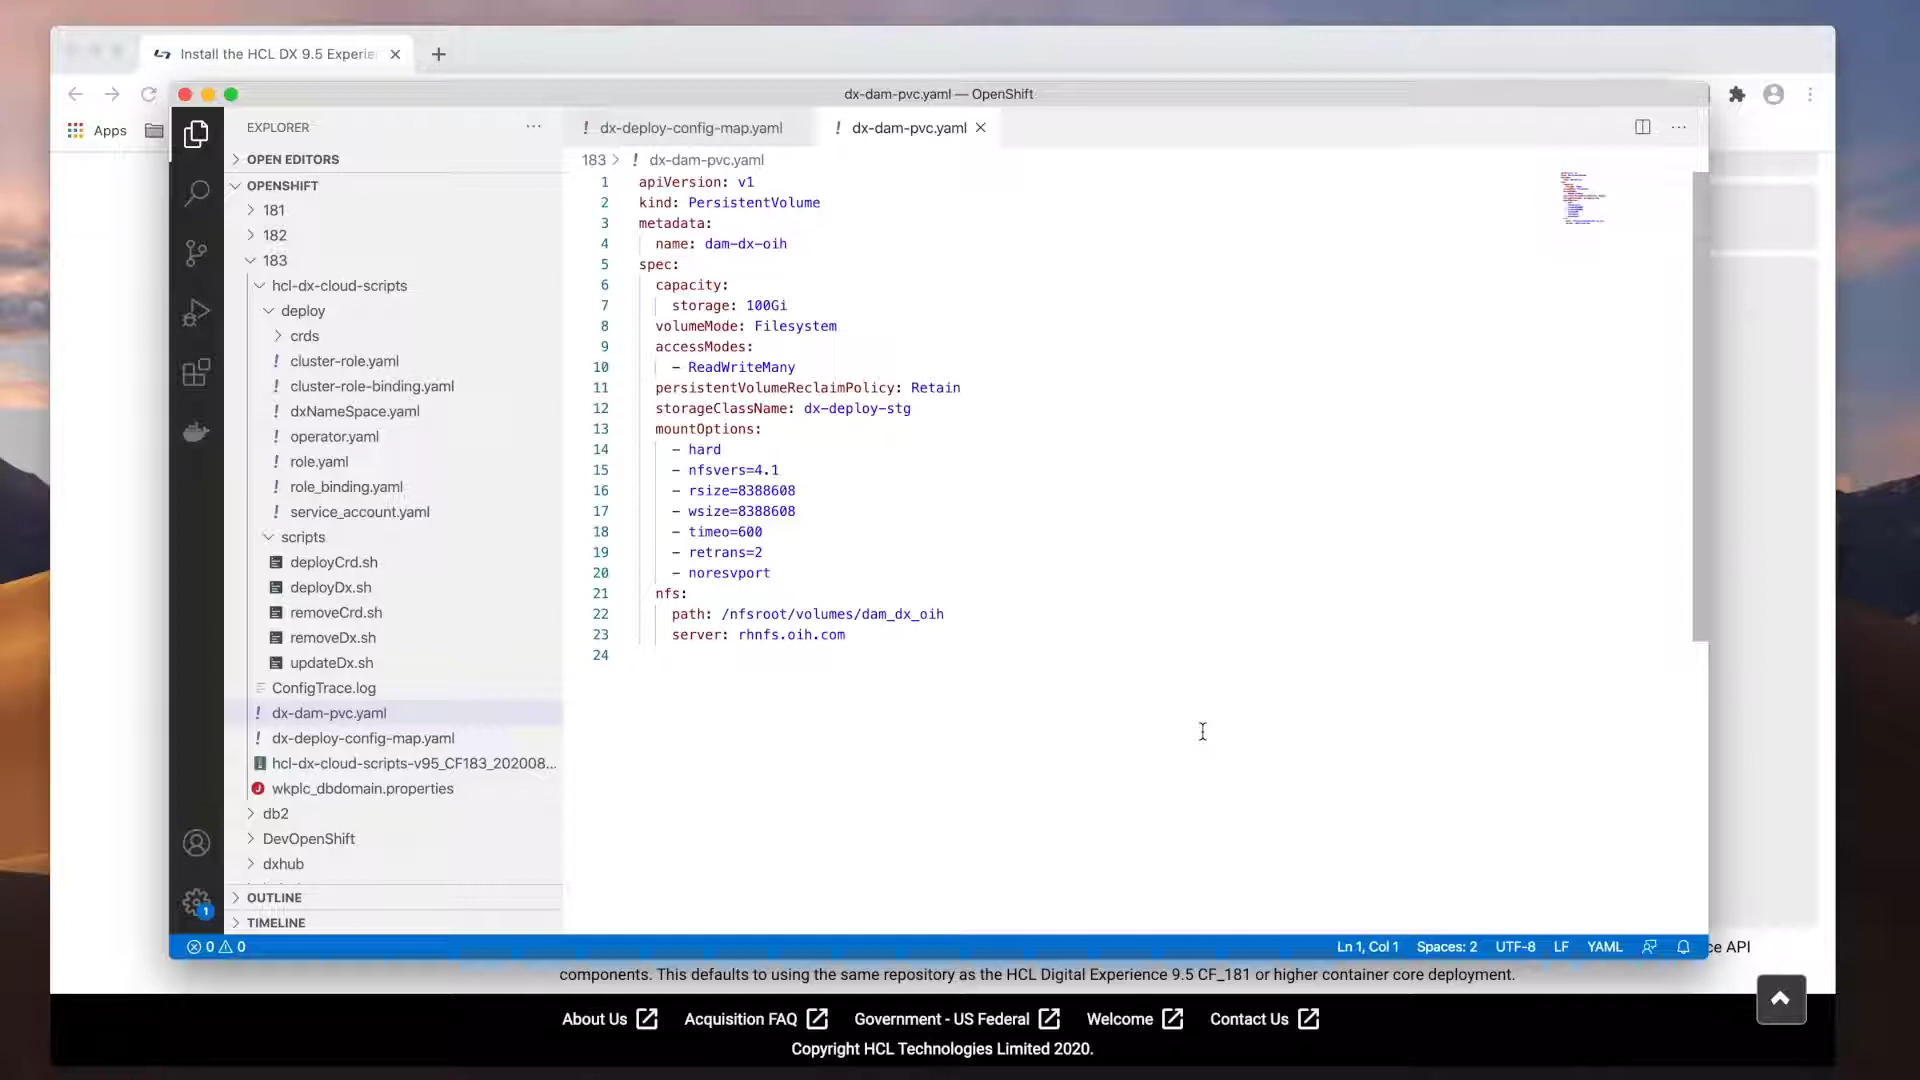 Install the HCL DX 9.5 Experie
dx-dam-pvc.yaml — OpenShift
Apps
EXPLORER
OPEN EDITORS
OPENSHIFT
181
182
183
hcl-dx-cloud-scripts
deploy
crds
! cluster-role.yaml
! cluster-role-binding.yaml
! dxNameSpace.yaml
! operator.yaml
! role.yaml
! role_binding.yaml
! service_account.yaml
scripts
deployCrd.sh
deployDx.sh
removeCrd.sh
removeDx.sh
updateDx.sh
ConfigTrace.log
! dx-dam-pvc.yaml
! dx-deploy-config-map.yaml
hcl-dx-cloud-scripts-v95_CF183_202008...
J wkplc_dbdomain.properties
db2
DevOpenShift
dxhub
OUTLINE
TIMELINE
1
! dx-deploy-config-map.yaml
! dx-dam-pvc.yaml
183 > ! dx-dam-pvc.yaml
1 apiVersion: v1
2 kind: PersistentVolume
3 metadata:
4 name: dam-dx-oih
5 spec:
6 capacity:
7 storage: 100Gi
8 volumeMode: Filesystem
9 accessModes:
10 - ReadWriteMany
11 persistentVolumeReclaimPolicy: Retain
12 storageClassName: dx-deploy-stg
13 mountOptions:
14 - hard
15 - nfsvers=4.1
16 - rsize=8388608
17 - wsize=8388608
18 - timeo=600
19 - retrans=2
20 - noresvport
21 nfs:
22 path: /nfsroot/volumes/dam_dx_oih
23 server: rhnfs.oih.com
24
0 0
Ln 1, Col 1 Spaces: 2 UTF-8 LF YAML
ce API
components. This defaults to using the same repository as the HCL Digital Experience 9.5 CF_181 or higher container core deployment.
About Us Acquisition FAQ Government - US Federal Welcome Contact Us
Copyright HCL Technologies Limited 2020.